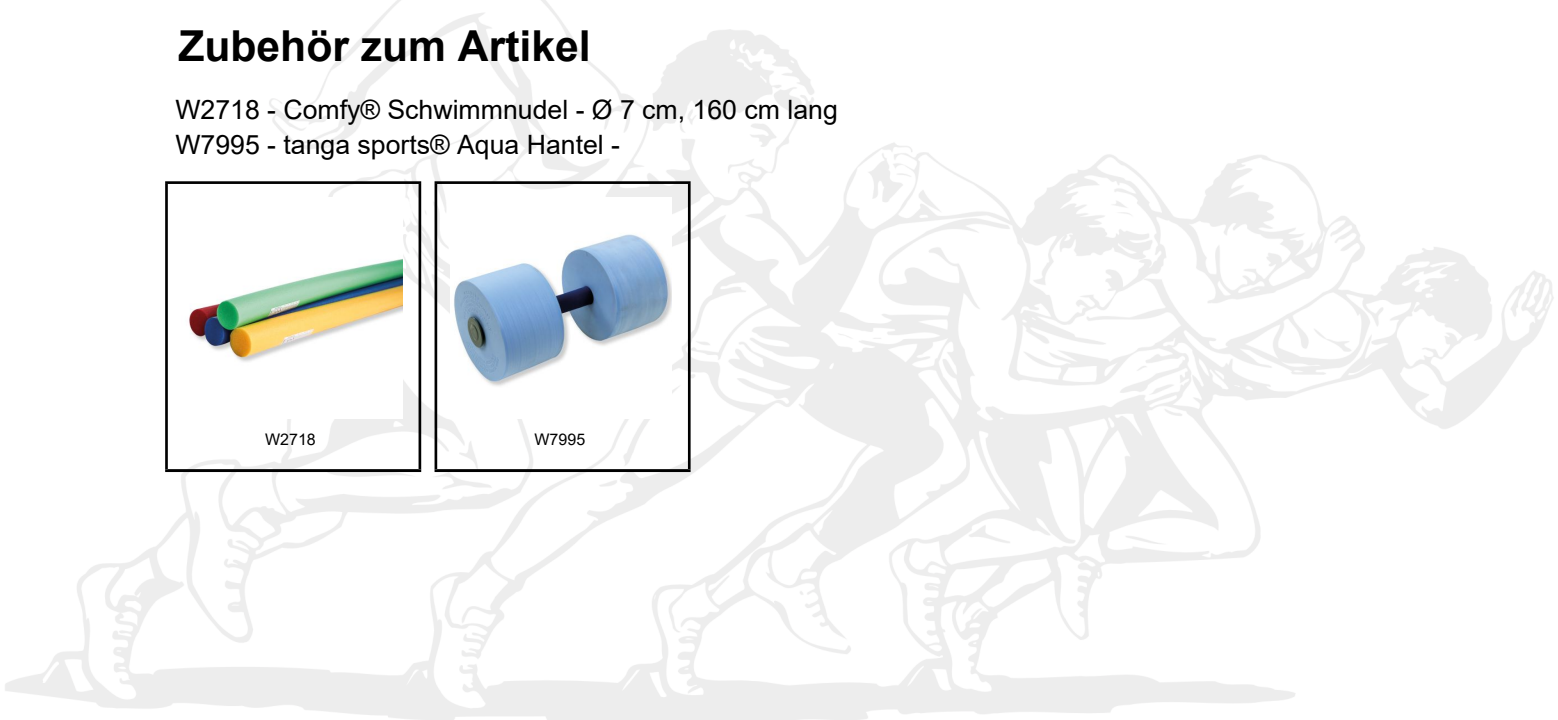 Zubehör zum Artikel
W2718 - Comfy® Schwimmnudel - Ø 7 cm, 160 cm lang
W7995 - tanga sports® Aqua Hantel -
W2718
W7995